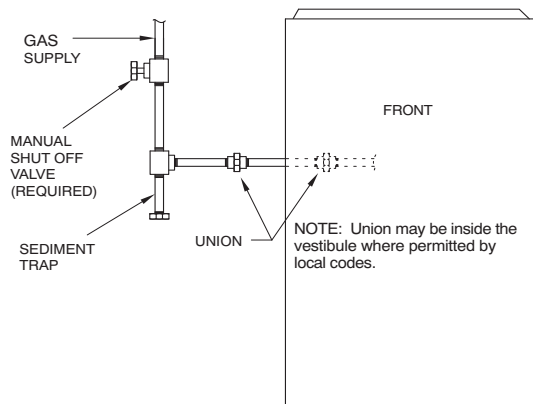 GAS
SUPPLY
FRONT
MANUAL
SHUT OFF
VALVE
(REQUIRED)
SEDIMENT
TRAP
UNION
NOTE: Union may be inside the
vestibule where permitted by
local codes.